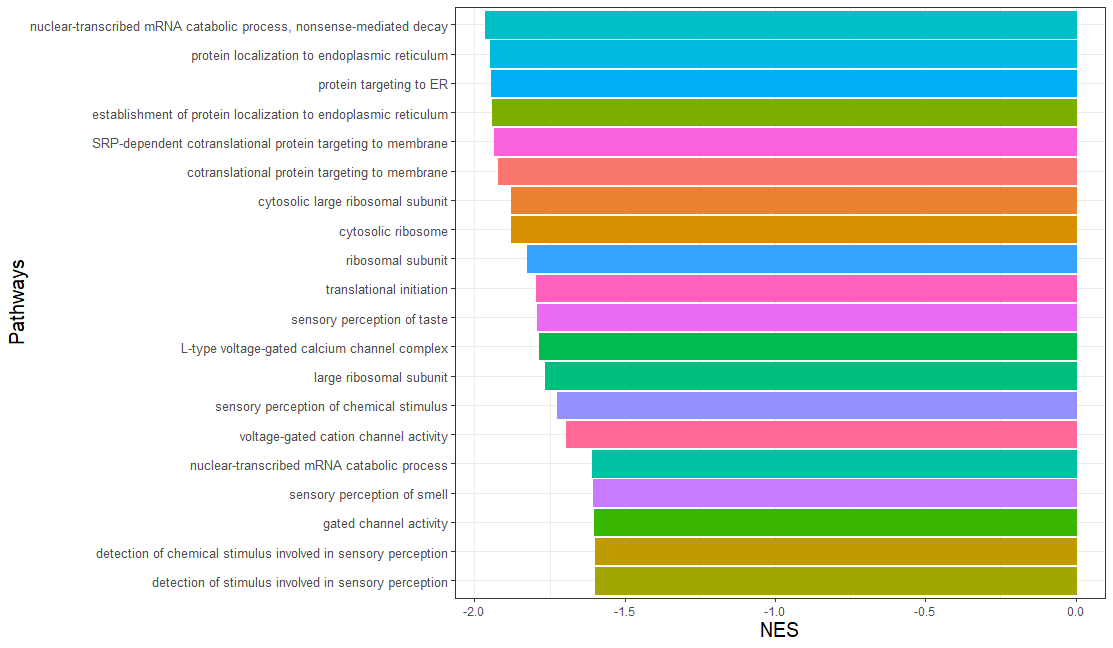 nuclear-transcribed mRNA catabolic process, nonsense-mediated decay
protein localization to endoplasmic reticulum
protein targeting to ER
establishment of protein localization to endoplasmic reticulum
SRP-dependent cotranslational protein targeting to membrane
cotranslational protein targeting to membrane
cytosolic large ribosomal subunit
cytosolic ribosome
ribosomal subunit
translational initiation
sensory perception of taste
L-type voltage-gated calcium channel complex
large ribosomal subunit
sensory perception of chemical stimulus
voltage-gated cation channel activity
nuclear-transcribed mRNA catabolic process
sensory perception of smell
gated channel activity
detection of chemical stimulus involved in sensory perception
detection of stimulus involved in sensory perception
Pathways
-2.0 -1.5 -1.0 -0.5 0.0
NES